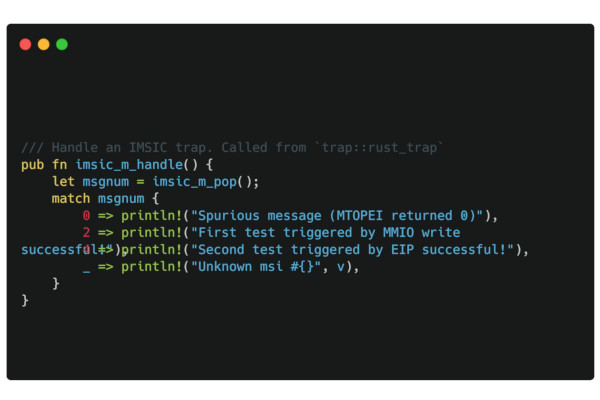 /// Handle an IMSIC trap. Called from `trap::rust_trap`
pub fn imsic_m_handle() {
    let msgnum = imsic_m_pop();
    match msgnum {
        0 => println!("Spurious message (MTOPEI returned 0)"),
        2 => println!("First test triggered by MMIO write
successful!"),
        4 => println!("Second test triggered by EIP successful!"),
        _ => println!("Unknown msi #{}", v),
    }
}